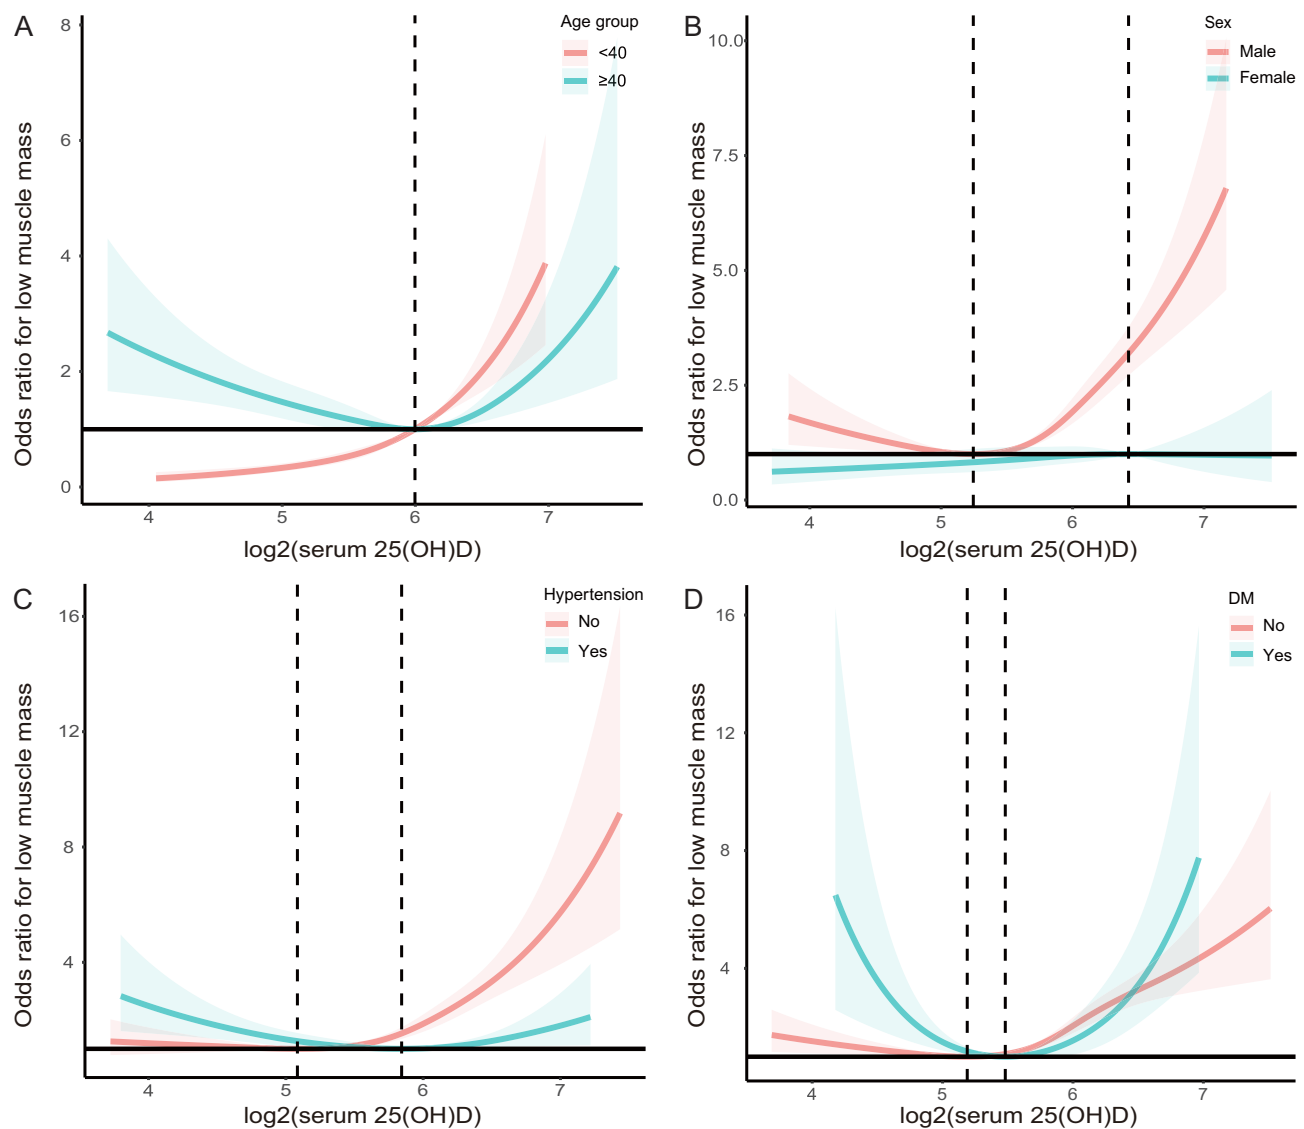 A
Age group
<40
≥40
Odds ratio for low muscle mass
8
6
4
2
0
4 5 6 7
log2(serum 25(OH)D)
B
Sex
Male
Female
Odds ratio for low muscle mass
10.0
7.5
5.0
2.5
0.0
4 5 6 7
log2(serum 25(OH)D)
C
Hypertension
No
Yes
Odds ratio for low muscle mass
16
12
8
4
4 5 6 7
log2(serum 25(OH)D)
D
DM
No
Yes
Odds ratio for low muscle mass
16
12
8
4
4 5 6 7
log2(serum 25(OH)D)